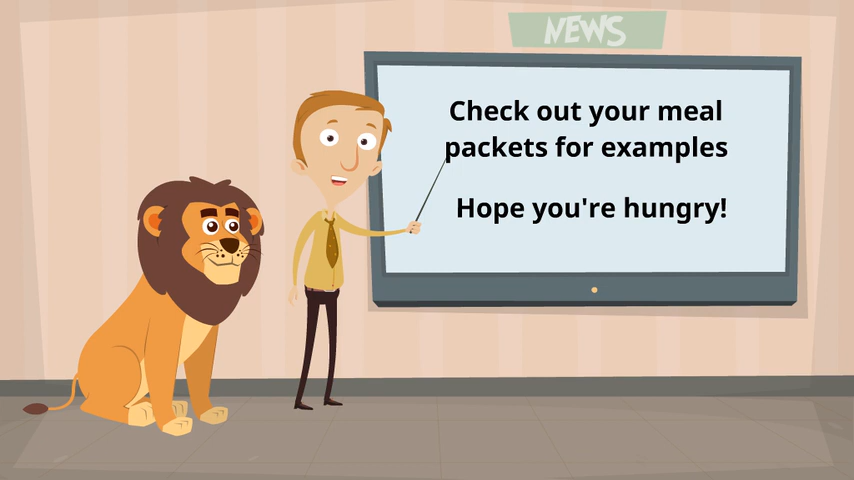 NEWS
Check out your meal
packets for examples
Hope you're hungry!